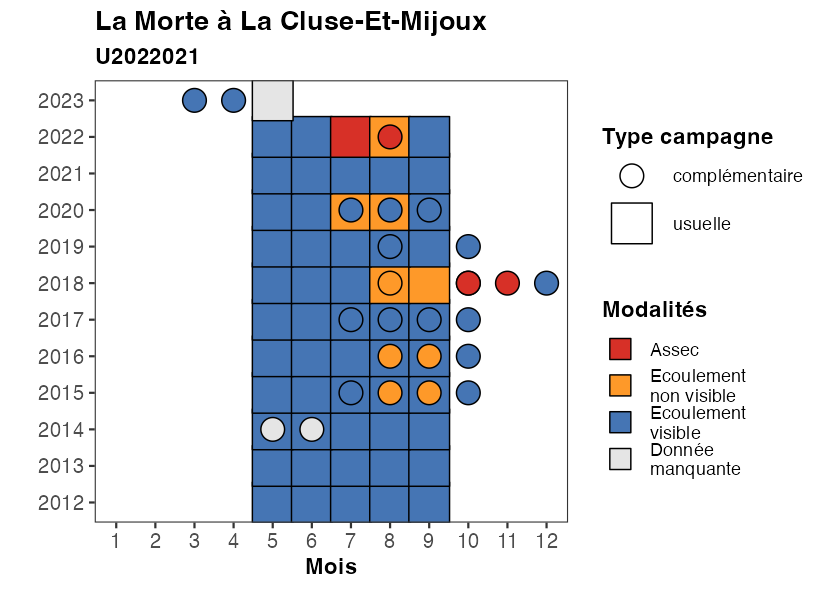 La Morte à La Cluse-Et-Mijoux
U2022021
2023
2022
2021
2020
2019
2018
2017
2016
2015
2014
2013
2012
1 2 3 4 5 6 7 8 9 10 11 12
Mois
Type campagne
complémentaire
usuelle
Modalités
Assec
Ecoulement
non visible
Ecoulement
visible
Donnée
manquante